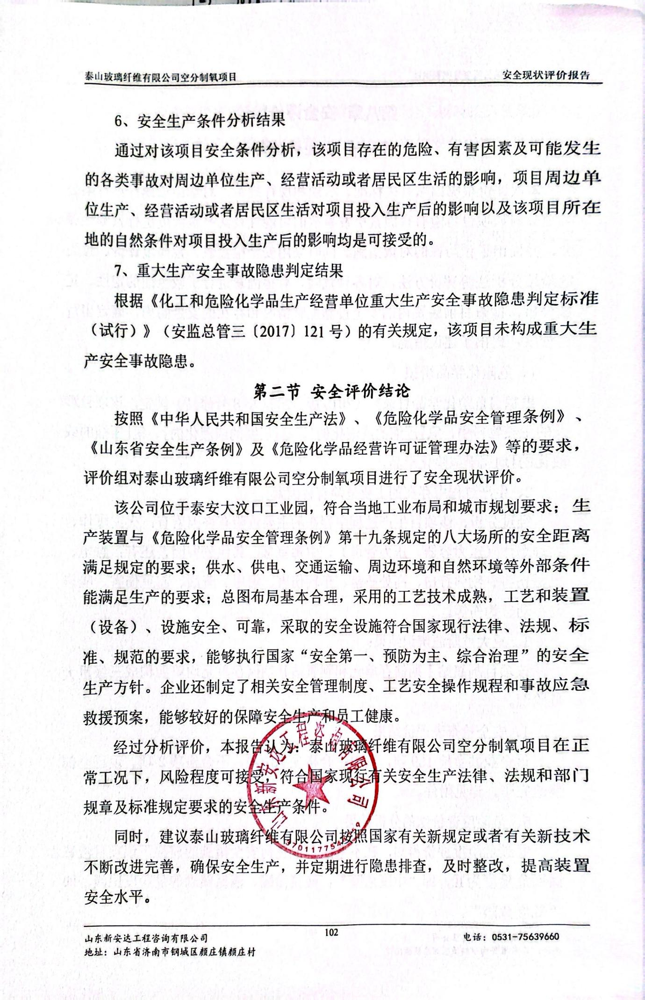 泰山玻璃纤维有限公司空分制氧项目 安全现状评价报告
6、安全生产条件分析结果
通过对该项目安全条件分析，该项目存在的危险、有害因素及可能发生
的各类事故对周边单位生产、经营活动或者居民区生活的影响，项目周边单
位生产、经营活动或者居民区生活对项目投入生产后的影响以及该项目所在
地的自然条件对项目投入生产后的影响均是可接受的。
7、重大生产安全事故隐患判定结果
根据《化工和危险化学品生产经营单位重大生产安全事故隐患判定标准
（试行）》（安监总管三〔2017〕121号）的有关规定，该项目未构成重大生
产安全事故隐患。
第二节 安全评价结论
按照《中华人民共和国安全生产法》、《危险化学品安全管理条例》、
《山东省安全生产条例》及《危险化学品经营许可证管理办法》等的要求，
评价组对泰山玻璃纤维有限公司空分制氧项目进行了安全现状评价。
该公司位于泰安大汶口工业园，符合当地工业布局和城市规划要求；生
产装置与《危险化学品安全管理条例》第十九条规定的八大场所的安全距离
满足规定的要求；供水、供电、交通运输、周边环境和自然环境等外部条件
能满足生产的要求；总图布局基本合理，采用的工艺技术成熟，工艺和装置
（设备）、设施安全、可靠，采取的安全设施符合国家现行法律、法规、标
准、规范的要求，能够执行国家“安全第一、预防为主、综合治理”的安全
生产方针。企业还制定了相关安全管理制度、工艺安全操作规程和事故应急
救援预案，能够较好的保障安全生产和员工健康。
经过分析评价，本报告认为：泰山玻璃纤维有限公司空分制氧项目在正
常工况下，风险程度可接受，符合国家现行有关安全生产法律、法规和部门
规章及标准规定要求的安全生产条件。
同时，建议泰山玻璃纤维有限公司按照国家有关新规定或者有关新技术
不断改进完善，确保安全生产，并定期进行隐患排查，及时整改，提高装置
安全水平。
山东新安达工程咨询有限公司
102
山东新安达工程咨询有限公司 电话：0531-75639660
地址：山东省济南市钢城区颜庄镇颜庄村